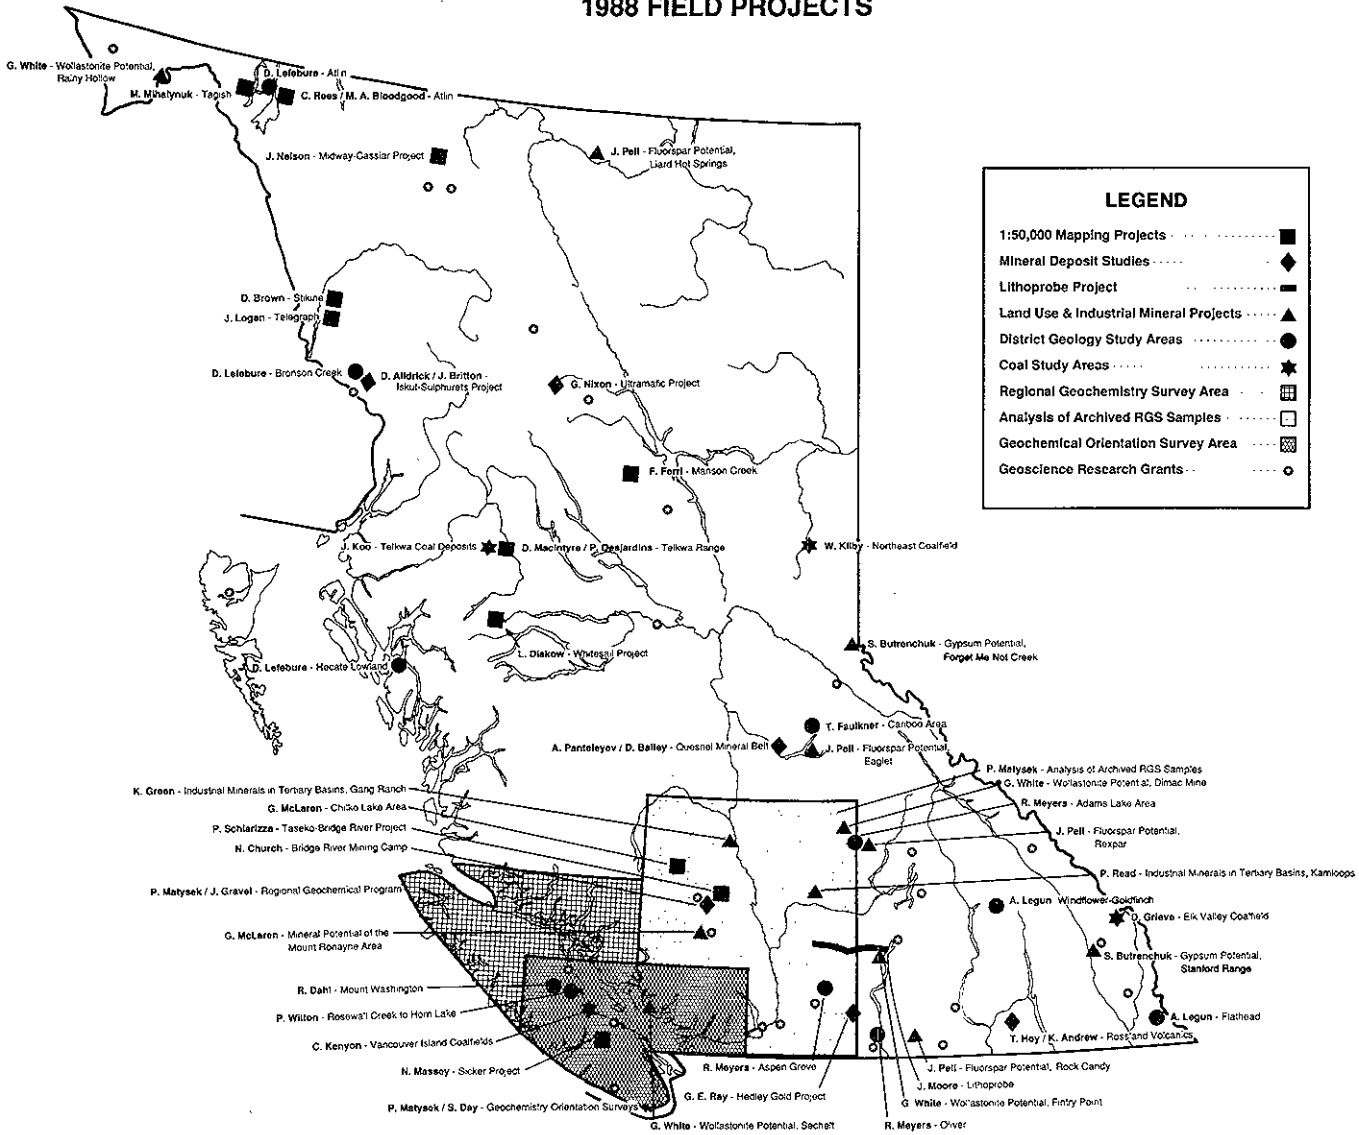 1988 FIELD PROJECTS
G. White - Wollastonite Potential,
Rainy Hollow
D. Lefebure - Atlin
M. Mihalynuk - Tagish
C. Rees / M. A. Bloodgood - Atlin
J. Nelson - Midway-Cassiar Project
J. Pell - Fluorspar Potential,
Liard Hot Springs
LEGEND
1:50,000 Mapping Projects
Mineral Deposit Studies
Lithoprobe Project
Land Use & Industrial Mineral Projects
District Geology Study Areas
Coal Study Areas
Regional Geochemistry Survey Area
Analysis of Archived RGS Samples
Geochemical Orientation Survey Area
Geoscience Research Grants
D. Brown - Stikine
J. Logan - Telegraph
D. Lefebure - Bronson Creek
D. Alldrick / J. Britton -
Iskut-Sulphurets Project
G. Nixon - Ultramafic Project
F. Ferri - Manson Creek
J. Koo - Telkwa Coal Deposits
D. MacIntyre / P. Desjardins - Telkwa Range
W. Kilby - Northeast Coalfield
L. Diakow - Whitesail Project
S. Butrenchuk - Gypsum Potential,
Forget Me Not Creek
D. Lefebure - Hecate Lowland
T. Faulkner - Cariboo Area
A. Panteleyev / D. Bailey - Quesnel Mineral Belt
J. Pell - Fluorspar Potential,
Eaglet
P. Matysek - Analysis of Archived RGS Samples
G. White - Wollastonite Potential, Dimac Mine
R. Meyers - Adams Lake Area
J. Pell - Fluorspar Potential,
Rexpar
P. Read - Industrial Minerals in Tertiary Basins, Kamloops
K. Green - Industrial Minerals in Tertiary Basins, Gang Ranch
G. McLaren - Chilko Lake Area
P. Schiarizza - Taseko-Bridge River Project
N. Church - Bridge River Mining Camp
P. Matysek / J. Gravel - Regional Geochemical Program
G. McLaren - Mineral Potential of the
Mount Ronayne Area
A. Legun Windflower-Goldfinch
D. Grieve - Elk Valley Coalfield
S. Butrenchuk - Gypsum Potential,
Stanford Range
R. Dahl - Mount Washington
P. Wilton - Rosewall Creek to Horn Lake
C. Kenyon - Vancouver Island Coalfields
N. Massey - Sicker Project
P. Matysek / S. Day - Geochemistry Orientation Surveys
A. Legun - Flathead
T. Hoy / K. Andrew - Rossland Volcanics
R. Meyers - Aspen Grove
J. Pell - Fluorspar Potential, Rock Candy
J. Moore - Lithoprobe
G. E. Ray - Hedley Gold Project
G White - Wollastonite Potential, Fintry Point
G. White - Wollastonite Potential, Sechelt
R. Meyers - Oliver